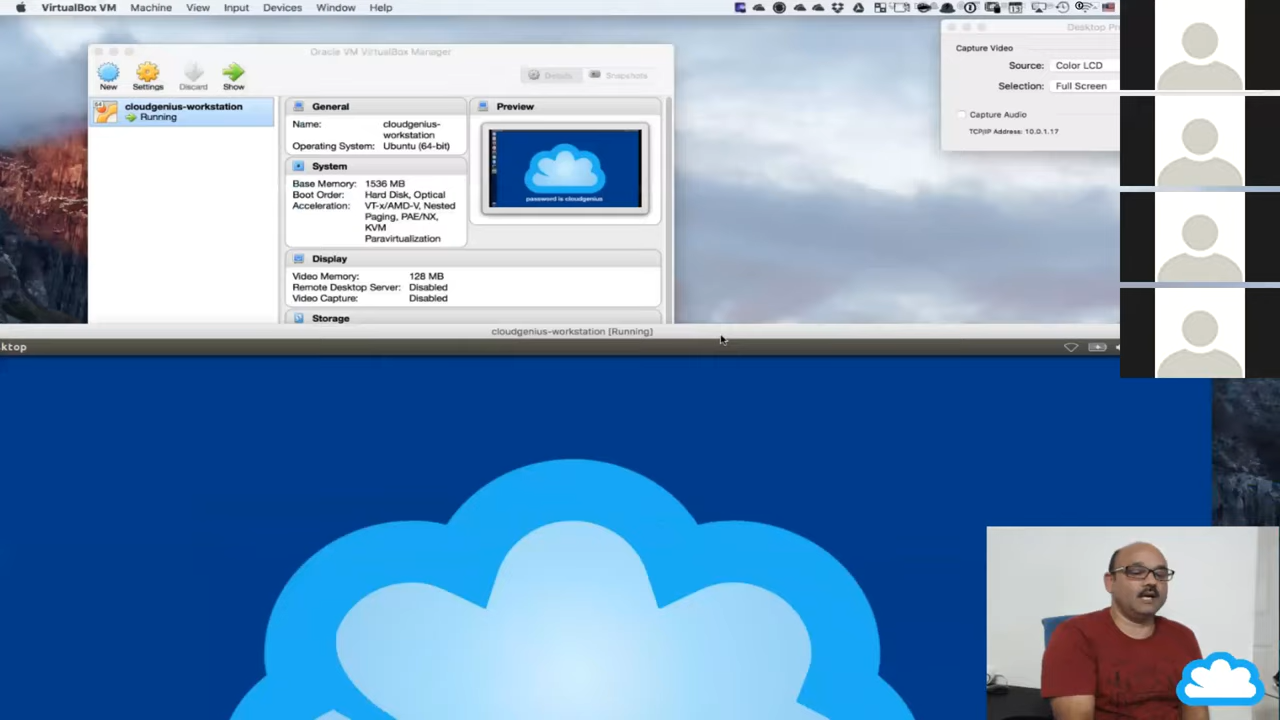 VirtualBox VM Machine View Input Devices Window Help
Oracle VM VirtualBox Manager
New Settings Discard Show
Details Snapshots
cloudgenius-workstation
Running
General
Name: cloudgenius-
workstation
Operating System: Ubuntu (64-bit)
System
Base Memory: 1536 MB
Boot Order: Hard Disk, Optical
Acceleration: VT-x/AMD-V, Nested
Paging, PAE/NX,
KVM
Paravirtualization
Display
Video Memory: 128 MB
Remote Desktop Server: Disabled
Video Capture: Disabled
Storage
Preview
password is cloudgenius
Desktop Pr
Capture Video
Source: Color LCD
Selection: Full Screen
Capture Audio
TCP/IP Address: 10.0.1.17
cloudgenius-workstation [Running]
ktop